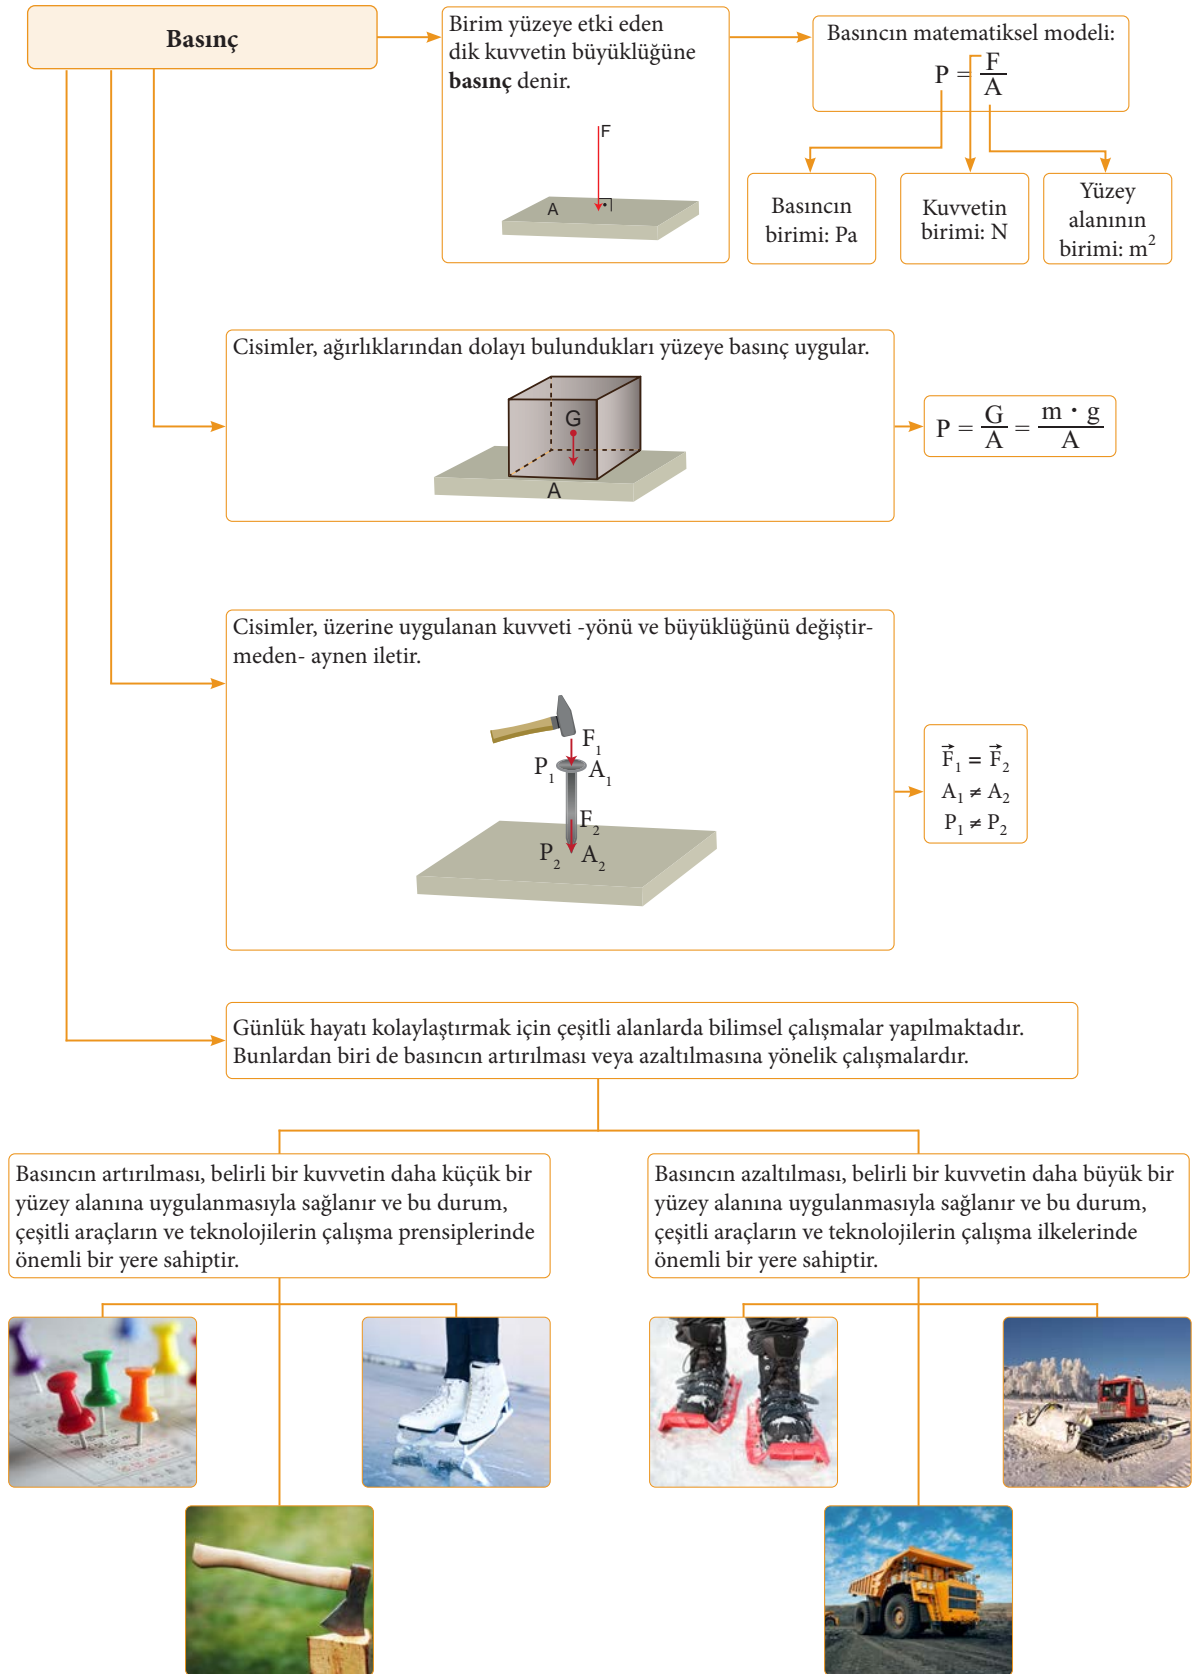 Basınç
Birim yüzeye etki eden
dik kuvvetin büyüklüğüne
basınç denir.
F
A
Basıncın matematiksel modeli:
P = F/A
Basıncın
birimi: Pa
Kuvvetin
birimi: N
Yüzey
alanının
birimi: m²
Cisimler, ağırlıklarından dolayı bulundukları yüzeye basınç uygular.
G
A
P = G/A = m · g/A
Cisimler, üzerine uygulanan kuvveti -yönü ve büyüklüğünü değiştir-
meden- aynen iletir.
F₁
P₁ A₁
F₂
P₂ A₂
F⃗₁ = F⃗₂
A₁ ≠ A₂
P₁ ≠ P₂
Günlük hayatı kolaylaştırmak için çeşitli alanlarda bilimsel çalışmalar yapılmaktadır.
Bunlardan biri de basıncın artırılması veya azaltılmasına yönelik çalışmalardır.
Basıncın artırılması, belirli bir kuvvetin daha küçük bir
yüzey alanına uygulanmasıyla sağlanır ve bu durum,
çeşitli araçların ve teknolojilerin çalışma prensiplerinde
önemli bir yere sahiptir.
Basıncın azaltılması, belirli bir kuvvetin daha büyük bir
yüzey alanına uygulanmasıyla sağlanır ve bu durum,
çeşitli araçların ve teknolojilerin çalışma ilkelerinde
önemli bir yere sahiptir.